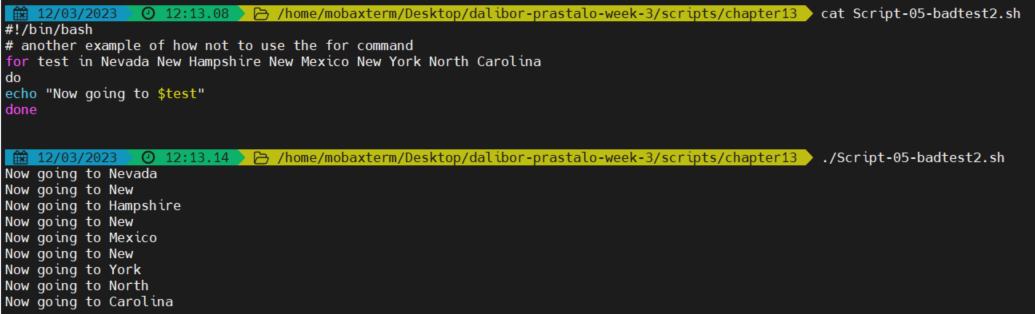 12/03/2023 12:13.08 /home/mobaxterm/Desktop/dalibor-prastalo-week-3/scripts/chapter13 cat Script-05-badtest2.sh
#!/bin/bash
# another example of how not to use the for command
for test in Nevada New Hampshire New Mexico New York North Carolina
do
echo "Now going to $test"
done
12/03/2023 12:13.14 /home/mobaxterm/Desktop/dalibor-prastalo-week-3/scripts/chapter13 ./Script-05-badtest2.sh
Now going to Nevada
Now going to New
Now going to Hampshire
Now going to New
Now going to Mexico
Now going to New
Now going to York
Now going to North
Now going to Carolina